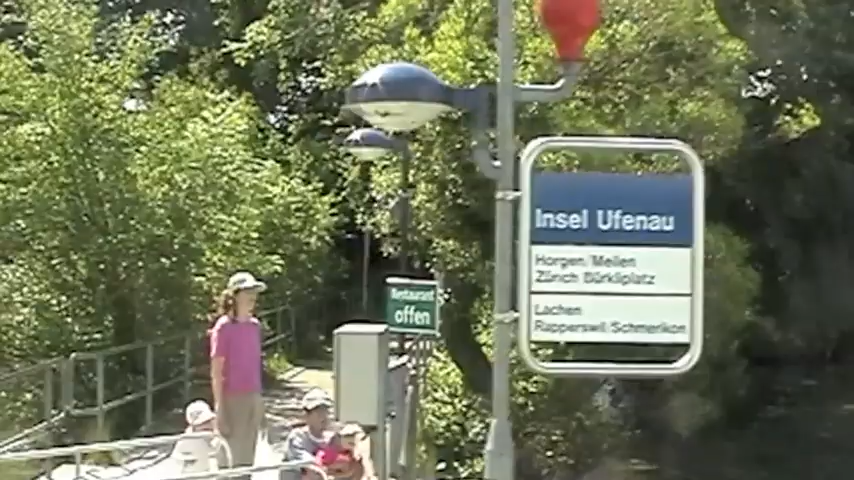 Insel Ufenau
Horgen/Meilen
Zürich Bürkliplatz
Lachen
Rapperswil/Schmerikon
Restaurant
offen